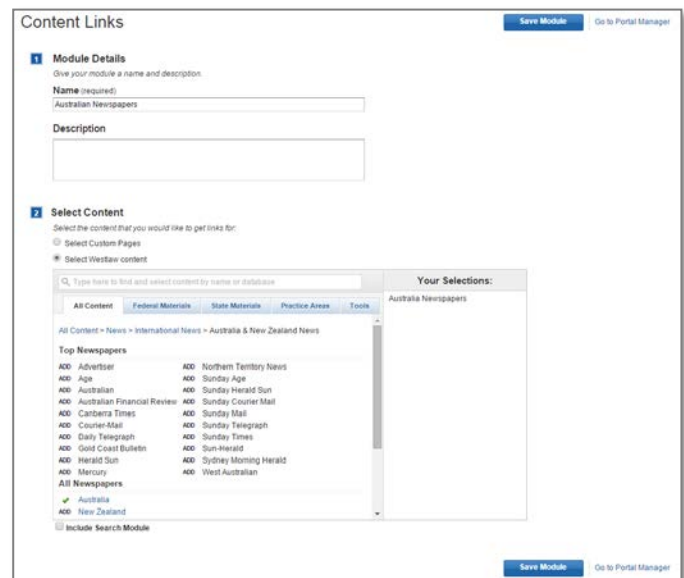 Content Links
Save Module Go to Portal Manager
1 Module Details
Give your module a name and description.
Name (required)
Australian Newspapers
Description
2 Select Content
Select the content that you would like to get links for:
Select Custom Pages
Select Westlaw content
Type here to find and select content by name or database
Your Selections:
All Content Federal Materials State Materials Practice Areas Tools
Australia Newspapers
All Content > News > International News > Australia & New Zealand News
Top Newspapers
ADD Advertiser ADD Northern Territory News
ADD Age ADD Sunday Age
ADD Australian ADD Sunday Herald Sun
ADD Australian Financial Review ADD Sunday Courier Mail
ADD Canberra Times ADD Sunday Mail
ADD Courier-Mail ADD Sunday Telegraph
ADD Daily Telegraph ADD Sunday Times
ADD Gold Coast Bulletin ADD Sun-Herald
ADD Herald Sun ADD Sydney Morning Herald
ADD Mercury ADD West Australian
All Newspapers
Australia
ADD New Zealand
Include Search Module
Save Module Go to Portal Manager